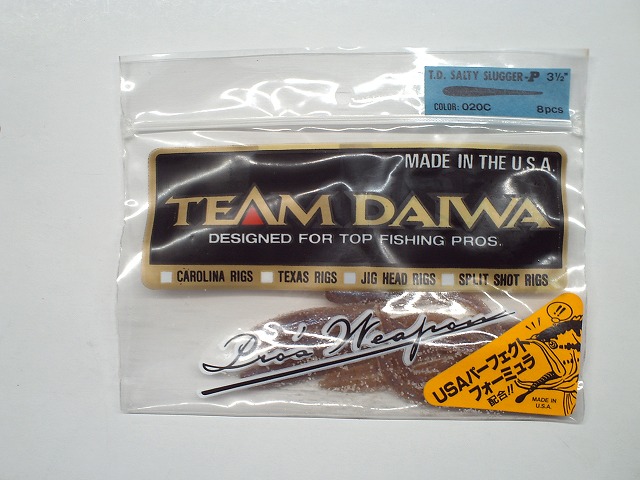 T.D. SALTY SLUGGER-P 3½"
COLOR: 020C 8pcs
MADE IN THE U.S.A.
TEAM DAIWA
DESIGNED FOR TOP FISHING PROS.
CAROLINA RIGS TEXAS RIGS JIG HEAD RIGS SPLIT SHOT RIGS
Pro's Weapon
!!
USAパーフェクト
フォーミュラ
配合!!
MADE IN
U.S.A.